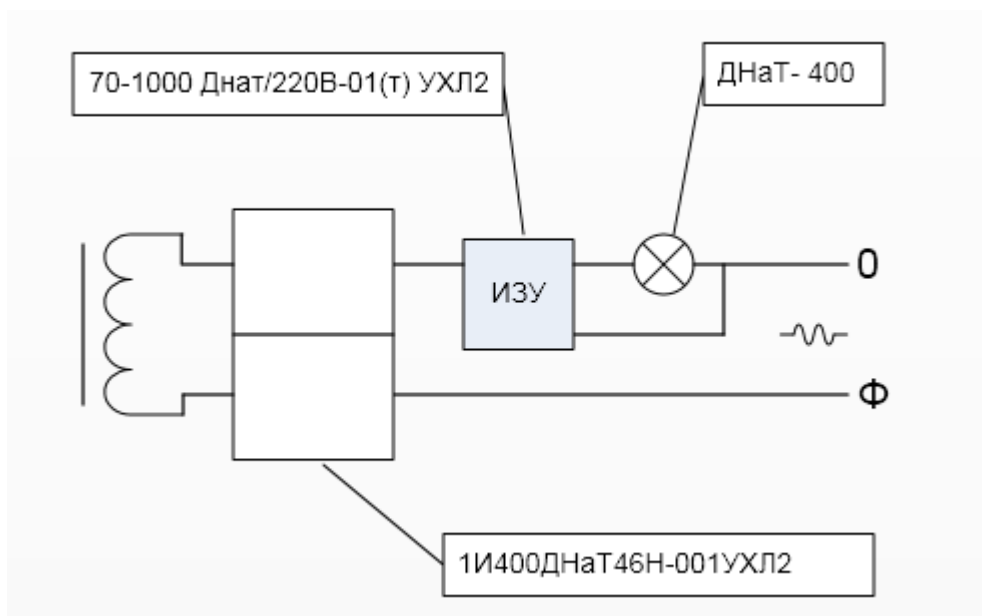 70-1000 Днат/220В-01(т) УХЛ2
ДНаТ- 400
ИЗУ
0
Ф
1И400ДНаТ46Н-001УХЛ2